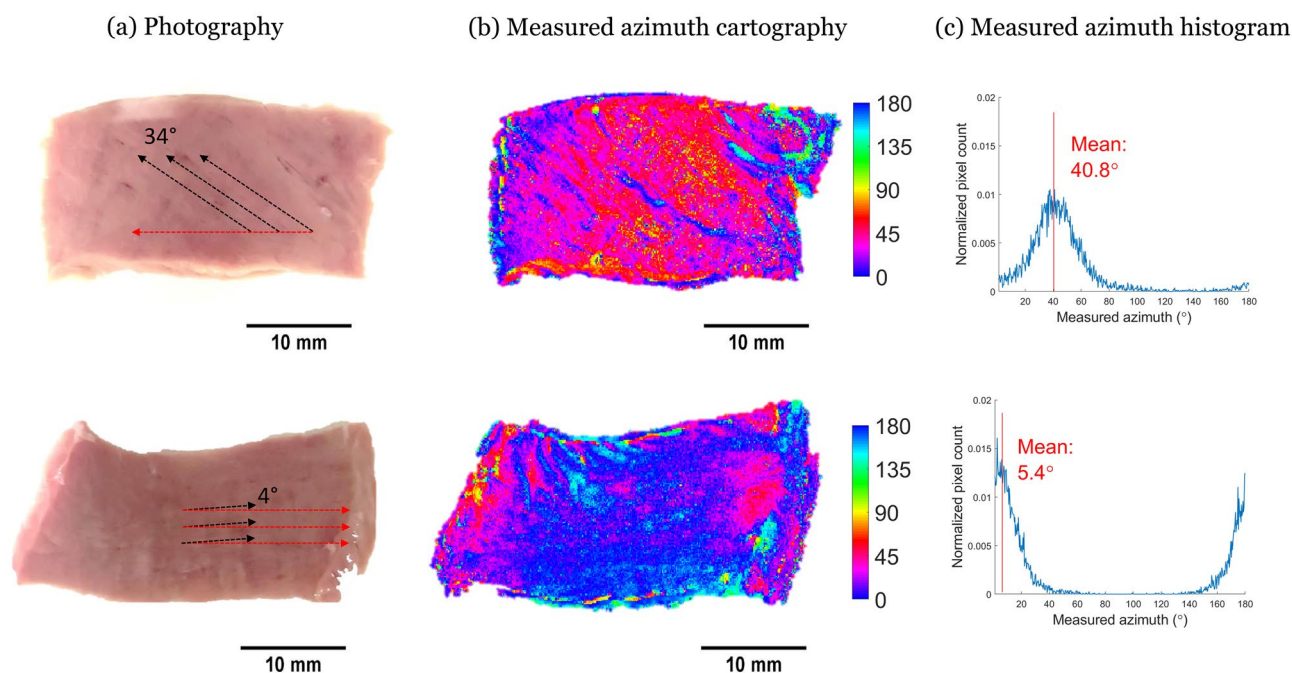 (a) Photography
(b) Measured azimuth cartography
(c) Measured azimuth histogram
34°
10 mm
180
135
90
45
0
10 mm
Normalized pixel count
0.02
0.015
0.01
0.005
0
Mean:
40.8°
20 40 60 80 100 120 140 160 180
Measured azimuth (°)
4°
10 mm
180
135
90
45
0
10 mm
Normalized pixel count
0.02
0.015
0.01
0.005
0
Mean:
5.4°
20 40 60 80 100 120 140 160 180
Measured azimuth (°)